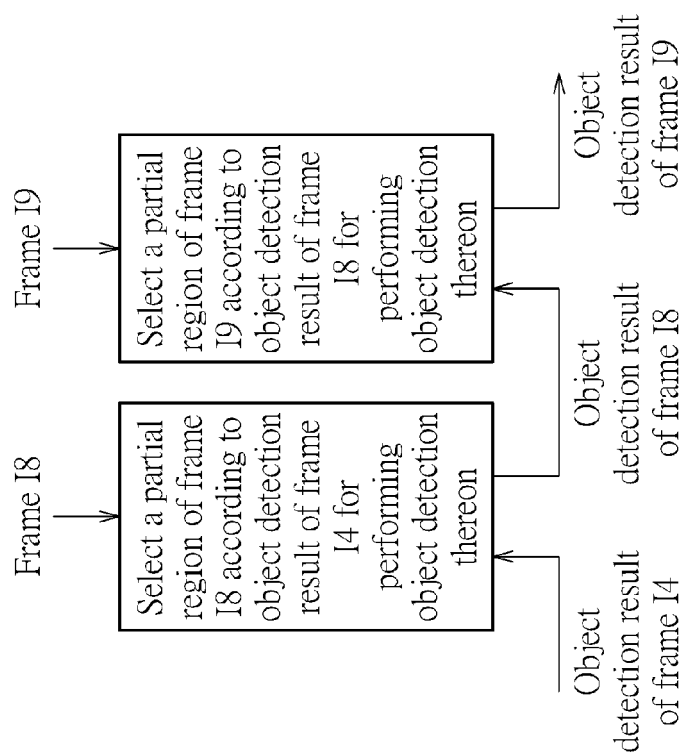 Frame I8
Select a partial
region of frame
I8 according to
object detection
result of frame
I4 for
performing
object detection
thereon
Object
detection result
of frame I4
Frame I9
Select a partial
region of frame
I9 according to
object detection
result of frame
I8 for
performing
object detection
thereon
Object
detection result
of frame I8
Object
detection result
of frame I9